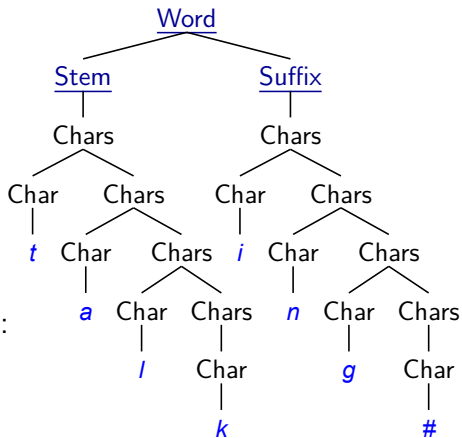 Word
Stem Suffix
Chars Chars
Char Chars Char Chars
t Char Chars i Char Chars
a Char Chars n Char Chars
: l Char g Char
k #